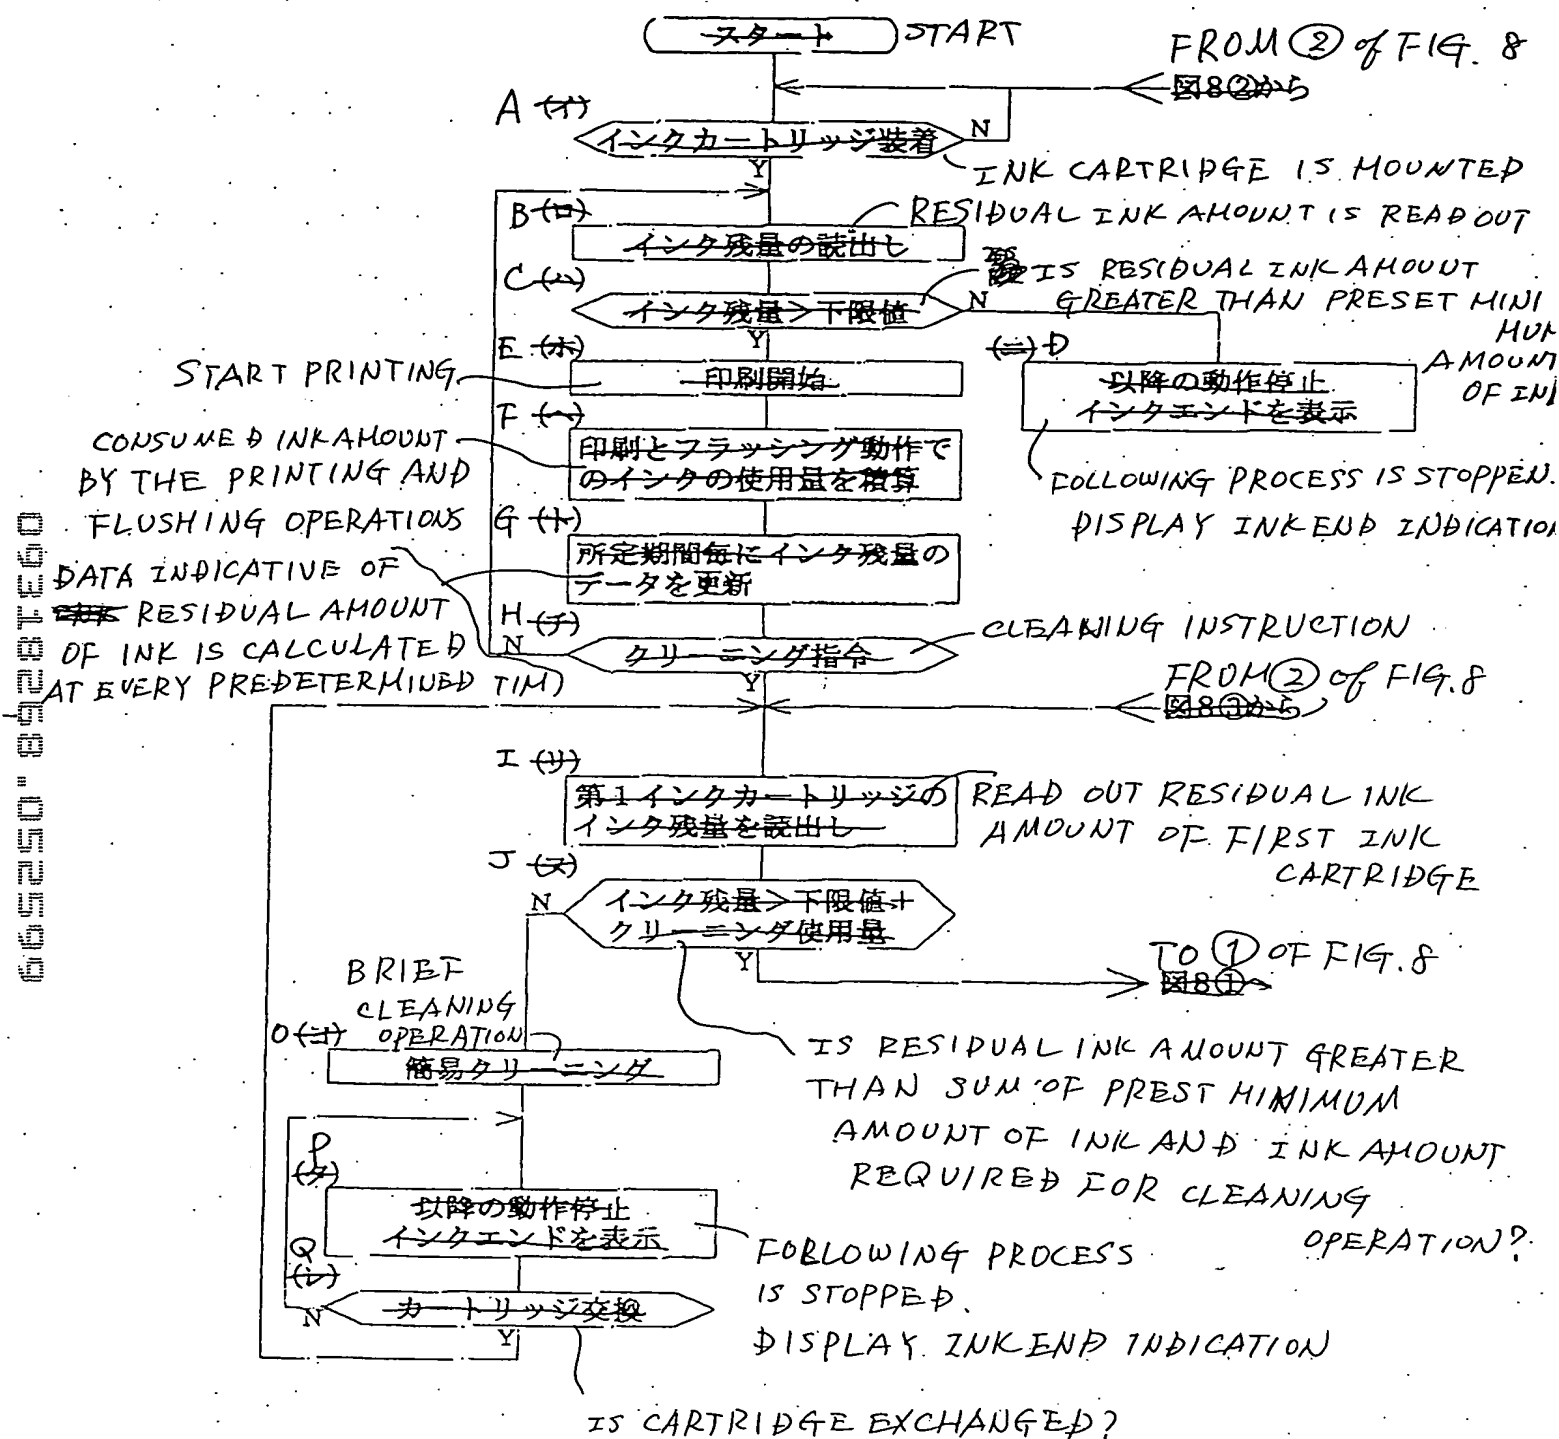 スタート START
FROM ② of FIG. 8
図8②から
A (イ)
インクカートリッジ装着
N
Y
INK CARTRIDGE IS MOUNTED
B (ロ)
RESIDUAL INK AMOUNT IS READ OUT
インク残量の読出し
C (ハ)
IS RESIDUAL INK AMOUNT
GREATER THAN PRESET MINI
MUM
AMOUNT
OF INK
インク残量>下限値
N
Y
E (ホ)
START PRINTING
印刷開始
(ニ) D
以降の動作停止
インクエンドを表示
FOLLOWING PROCESS IS STOPPEN.
DISPLAY INK END INDICATION
F (ヘ)
CONSUMED INK AMOUNT
BY THE PRINTING AND
FLUSHING OPERATIONS
印刷とフラッシング動作で
のインクの使用量を積算
G (ト)
DATA INDICATIVE OF
RESIDUAL AMOUNT
OF INK IS CALCULATED
AT EVERY PREDETERMINED TIM)
所定期間毎にインク残量の
データを更新
H (チ)
N
クリーニング指令
Y
CLEANING INSTRUCTION
FROM ② of FIG.8
図8③から
I (リ)
第1インクカートリッジの
インク残量を読出し
READ OUT RESIDUAL INK
AMOUNT OF FIRST INK
CARTRIDGE
J (ヌ)
N
インク残量>下限値+
クリーニング使用量
Y
TO ① OF FIG.8
図8①へ
IS RESIDUAL INK AMOUNT GREATER
THAN SUM OF PREST MINIMUM
AMOUNT OF INK AND INK AMOUNT
REQUIRED FOR CLEANING
OPERATION?
BRIEF
CLEANING
OPERATION
O (ヨ)
簡易クリーニング
P
(タ)
以降の動作停止
インクエンドを表示
FOLLOWING PROCESS
IS STOPPED.
DISPLAY INK END INDICATION
Q
(レ)
N
カートリッジ交換
Y
IS CARTRIDGE EXCHANGED?
09318258.052599